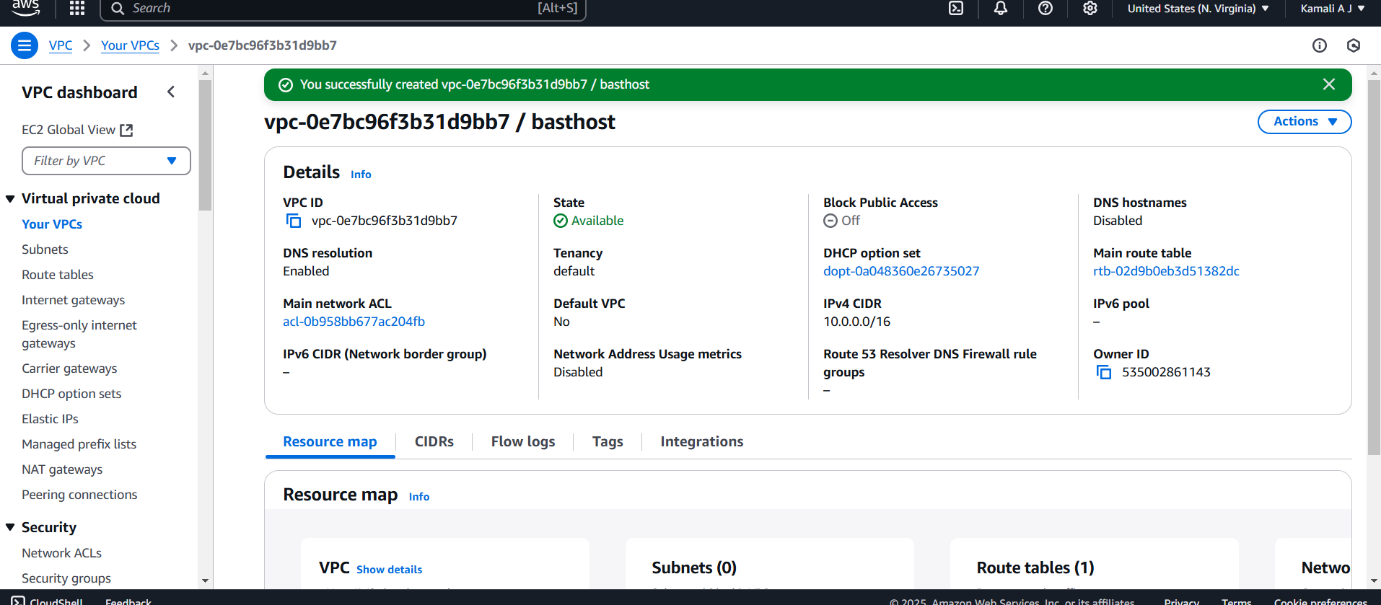 aws
Search
[Alt+S]
United States (N. Virginia)
Kamali A J
VPC
Your VPCs
vpc-0e7bc96f3b31d9bb7
VPC dashboard
EC2 Global View
Filter by VPC
Virtual private cloud
Your VPCs
Subnets
Route tables
Internet gateways
Egress-only internet
gateways
Carrier gateways
DHCP option sets
Elastic IPs
Managed prefix lists
NAT gateways
Peering connections
Security
Network ACLs
Security groups
You successfully created vpc-0e7bc96f3b31d9bb7 / basthost
vpc-0e7bc96f3b31d9bb7 / basthost
Actions
Details Info
VPC ID
vpc-0e7bc96f3b31d9bb7
State
Available
Block Public Access
Off
DNS hostnames
Disabled
DNS resolution
Enabled
Tenancy
default
DHCP option set
dopt-0a048360e26735027
Main route table
rtb-02d9b0eb3d51382dc
Main network ACL
acl-0b958bb677ac204fb
Default VPC
No
IPv4 CIDR
10.0.0.0/16
IPv6 pool
–
IPv6 CIDR (Network border group)
–
Network Address Usage metrics
Disabled
Route 53 Resolver DNS Firewall rule
groups
–
Owner ID
535002861143
Resource map
CIDRs
Flow logs
Tags
Integrations
Resource map Info
VPC Show details
Subnets (0)
Route tables (1)
Netwo
CloudShell
Feedback
© 2025, Amazon Web Services, Inc. or its affiliates.
Privacy
Terms
Cookie preferences